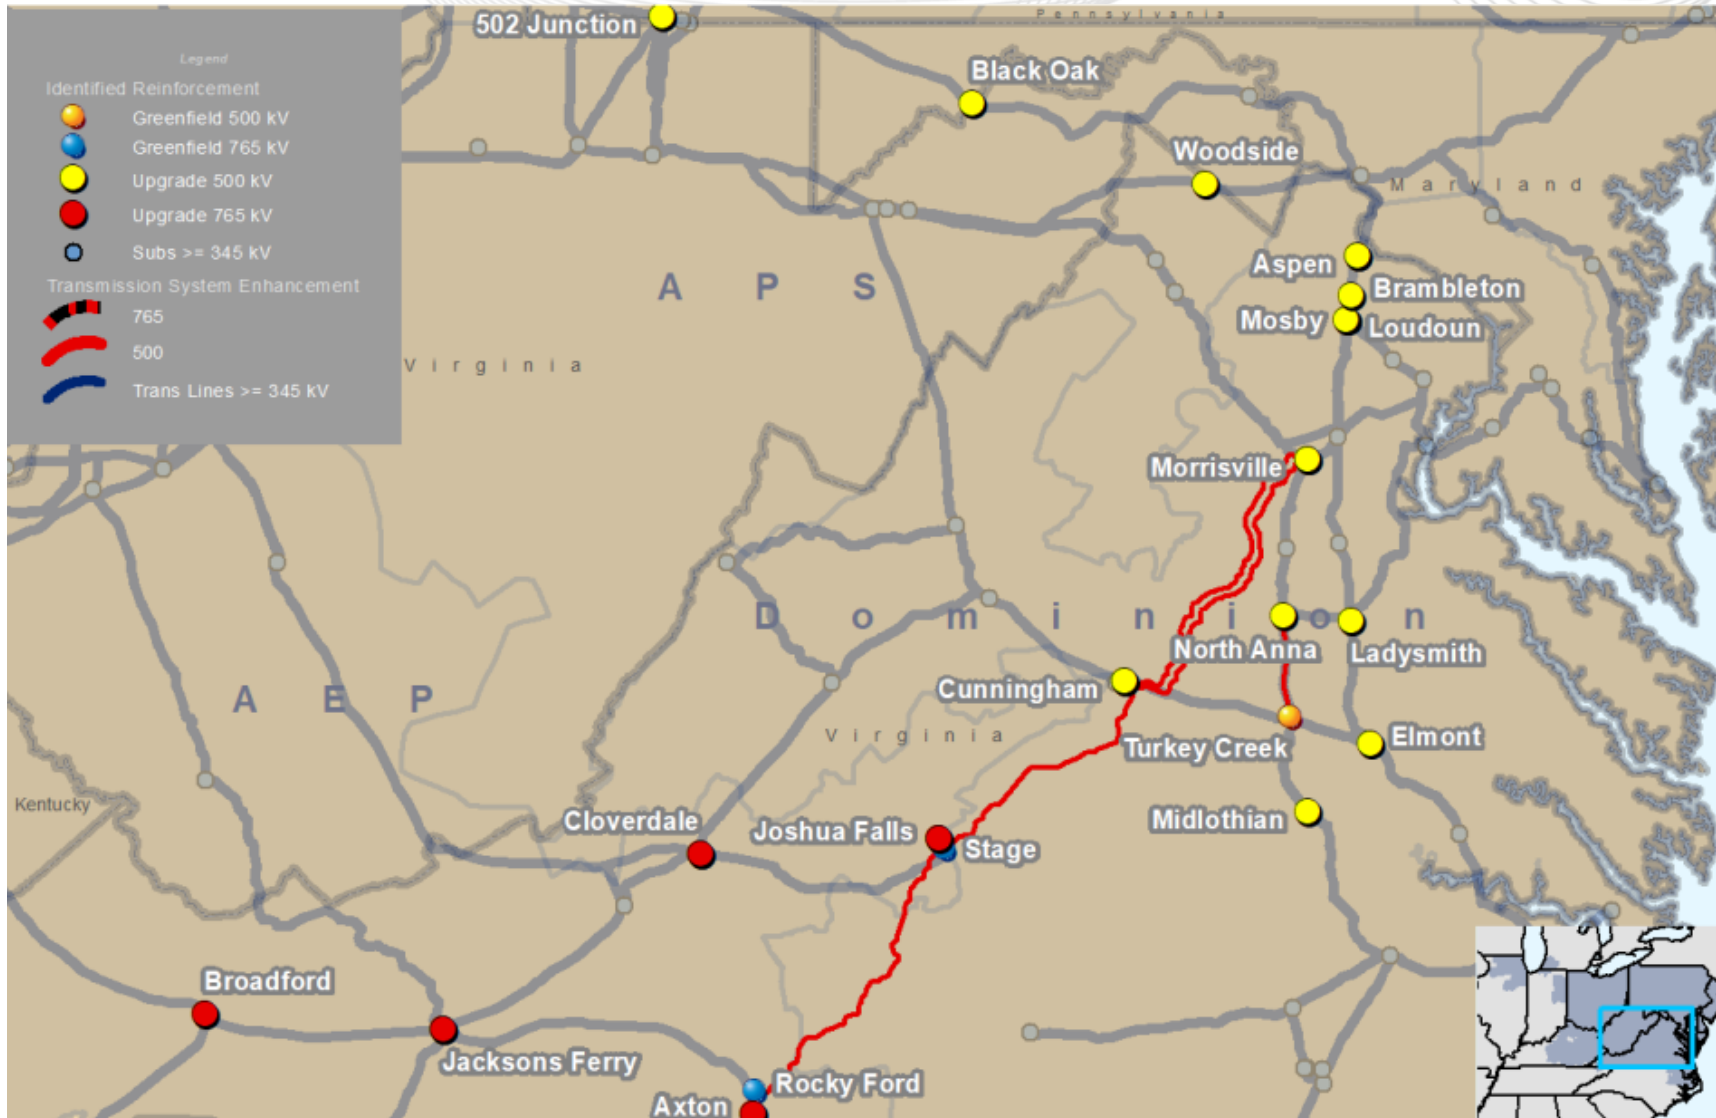 Pennsylvania
502 Junction
Legend
Black Oak
Identified Reinforcement
Greenfield 500 kV
Greenfield 765 kV
Woodside
Upgrade 500 kV
Maryland
Upgrade 765 kV
Subs >= 345 kV
Aspen
Transmission System Enhancement
APS
Brambleton
765
Mosby
Loudoun
500
Virginia
Trans Lines >= 345 kV
Morrisville
Dominion
North Anna
Ladysmith
Cunningham
AEP
Virginia
Turkey Creek
Elmont
Kentucky
Cloverdale
Joshua Falls
Midlothian
Stage
Broadford
Jacksons Ferry
Rocky Ford
Axton